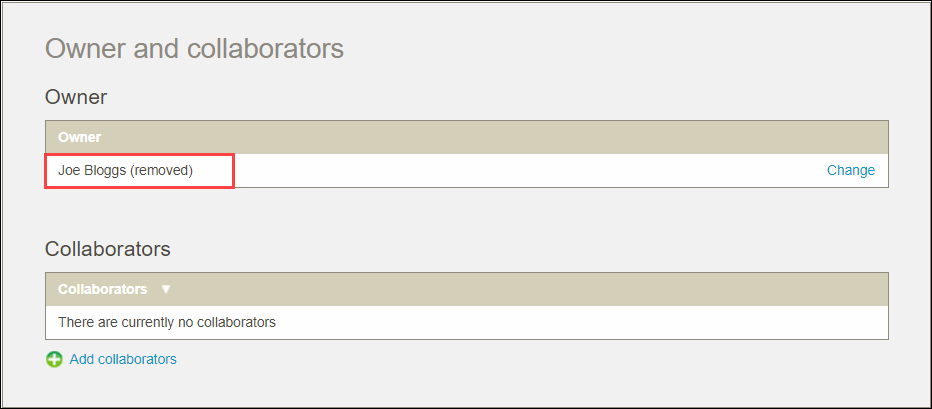 Owner and collaborators
Owner
Owner
Joe Bloggs (removed)
Change
Collaborators
Collaborators ▼
There are currently no collaborators
Add collaborators